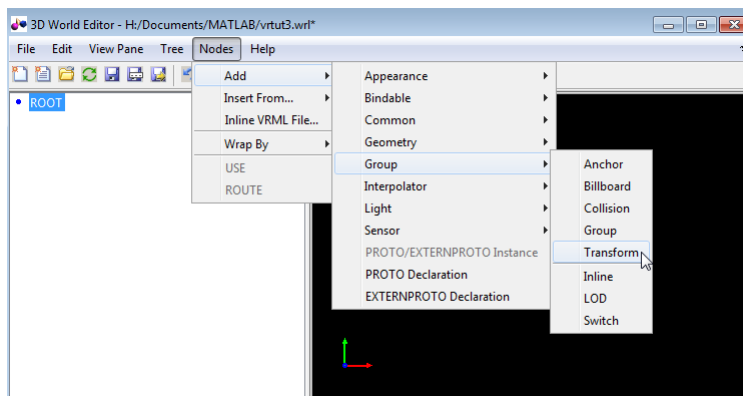 3D World Editor - H:/Documents/MATLAB/vrtut3.wrl*
File Edit View Pane Tree Nodes Help
ROOT
Add
Insert From...
Inline VRML File...
Wrap By
USE
ROUTE
Appearance
Bindable
Common
Geometry
Group
Interpolator
Light
Sensor
PROTO/EXTERNPROTO Instance
PROTO Declaration
EXTERNPROTO Declaration
Anchor
Billboard
Collision
Group
Transform
Inline
LOD
Switch